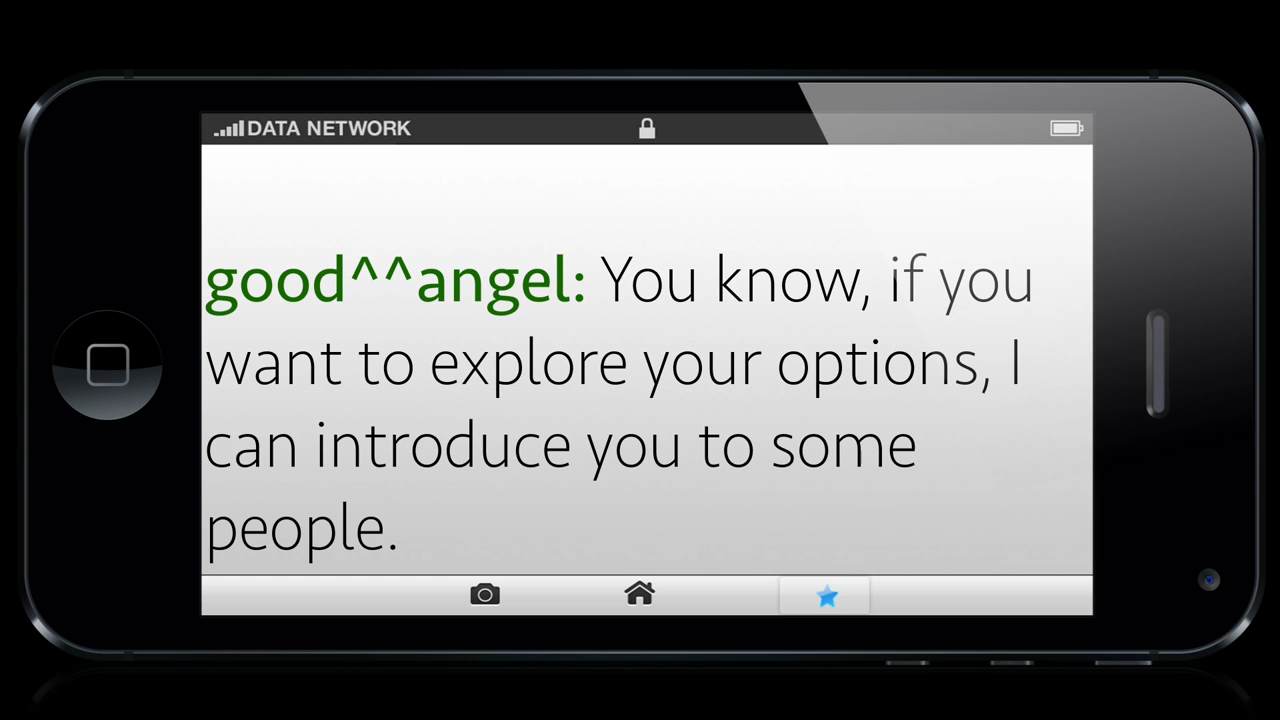 DATA NETWORK
good^^angel: You know, if you
want to explore your options, I
can introduce you to some
people.